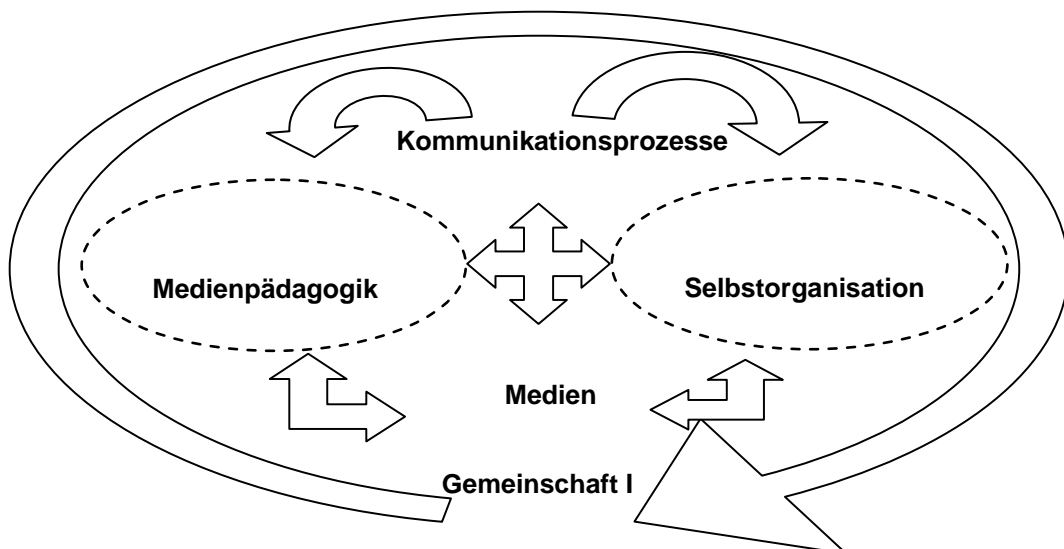 Kommunikationsprozesse
Medienpädagogik
Selbstorganisation
Medien
Gemeinschaft I